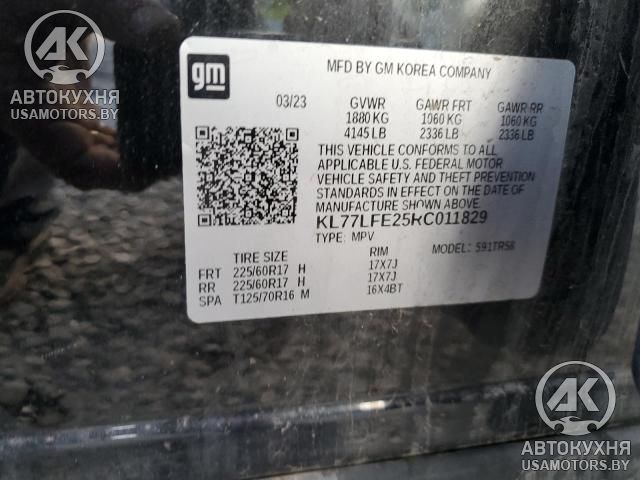 AK
АВТОКУХНЯ
USAMOTORS.BY
gm
MFD BY GM KOREA COMPANY
03/23 GVWR GAWR FRT GAWR RR
1880 KG 1060 KG 1060 KG
4145 LB 2336 LB 2336 LB
THIS VEHICLE CONFORMS TO ALL
APPLICABLE U.S. FEDERAL MOTOR
VEHICLE SAFETY AND THEFT PREVENTION
STANDARDS IN EFFECT ON THE DATE OF
MANUFACTURE SHOWN ABOVE.
KL77LFE25RC011829
TYPE: MPV MODEL: 591TR58
TIRE SIZE RIM
FRT 225/60R17 H 17X7J
RR 225/60R17 H 17X7J
SPA T125/70R16 M 16X4BT
AK
АВТОКУХНЯ
USAMOTORS.BY